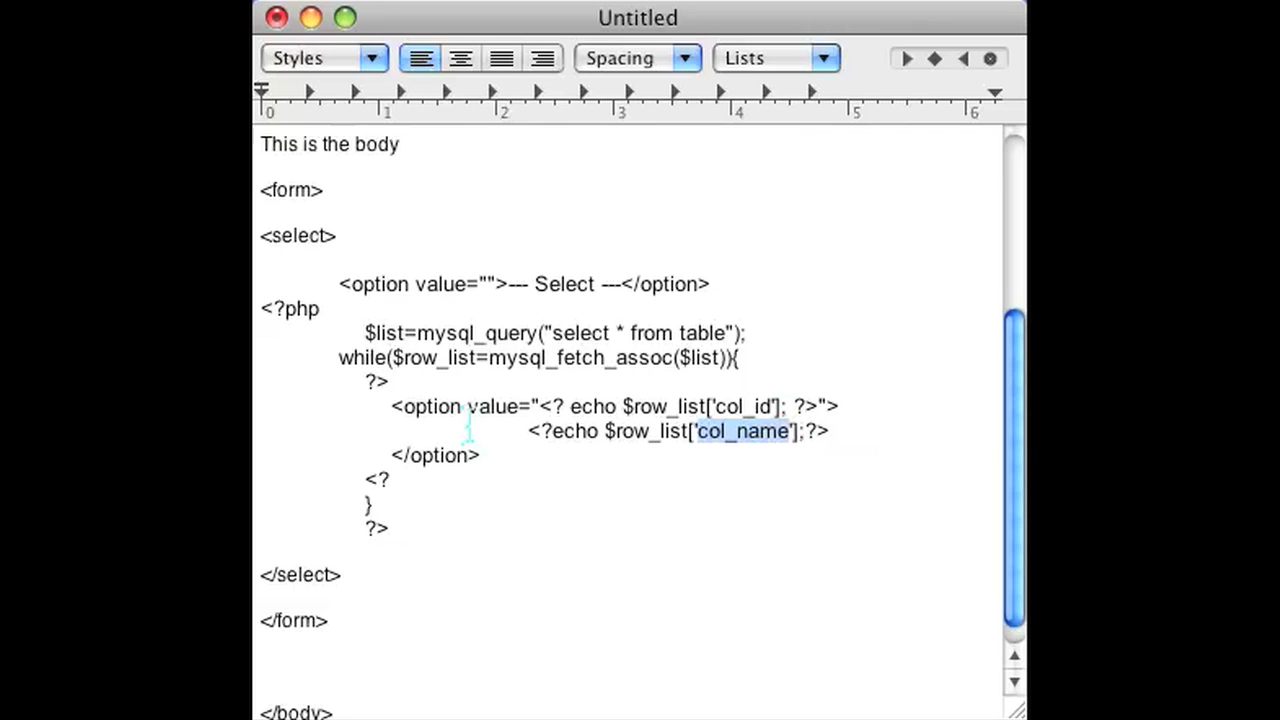 Untitled
Styles Spacing Lists
0 1 2 3 4 5 6
This is the body
<form>
<select>
<option value="">--- Select ---</option>
<?php
$list=mysql_query("select * from table");
while($row_list=mysql_fetch_assoc($list)){
?>
<option value="<? echo $row_list['col_id']; ?>">
<?echo $row_list['col_name'];?>
</option>
<?
}
?>
</select>
</form>
</body>